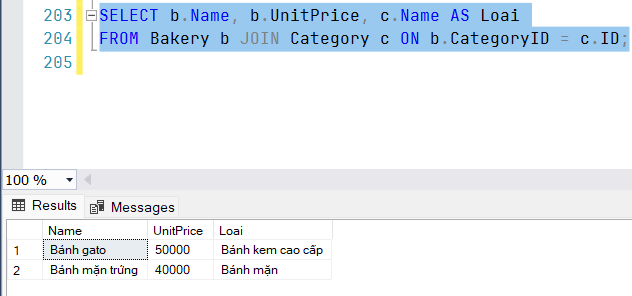 203 SELECT b.Name, b.UnitPrice, c.Name AS Loai
204 FROM Bakery b JOIN Category c ON b.CategoryID = c.ID;
205
100 %
Results Messages
Name UnitPrice Loai
1 Bánh gato 50000 Bánh kem cao cấp
2 Bánh mặn trứng 40000 Bánh mặn